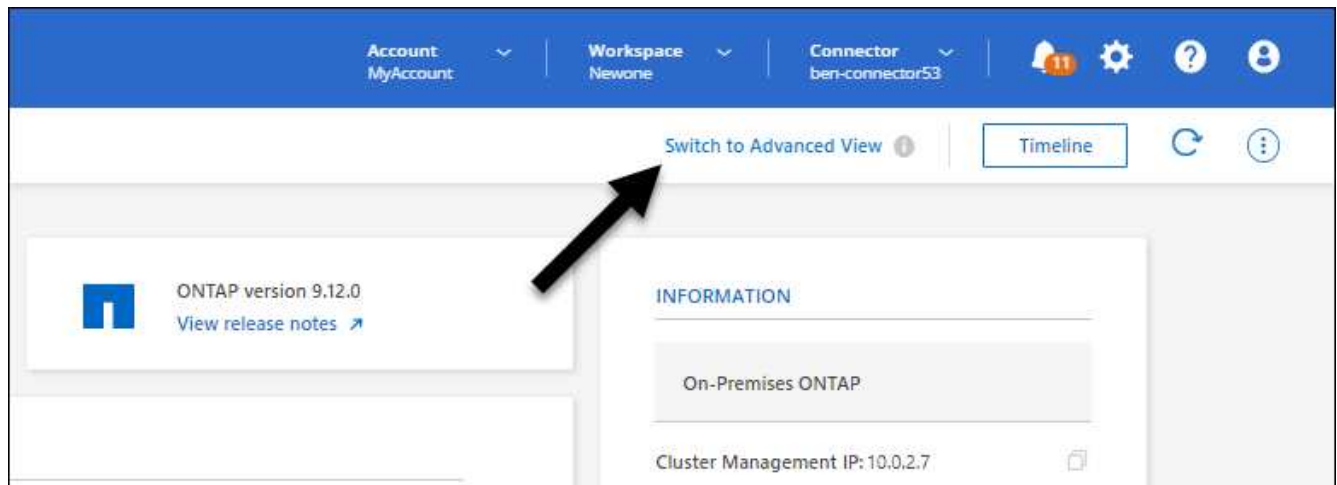 Account
MyAccount
Workspace
Newone
Connector
ben-connector53
11
Switch to Advanced View
Timeline
ONTAP version 9.12.0
View release notes
INFORMATION
On-Premises ONTAP
Cluster Management IP: 10.0.2.7